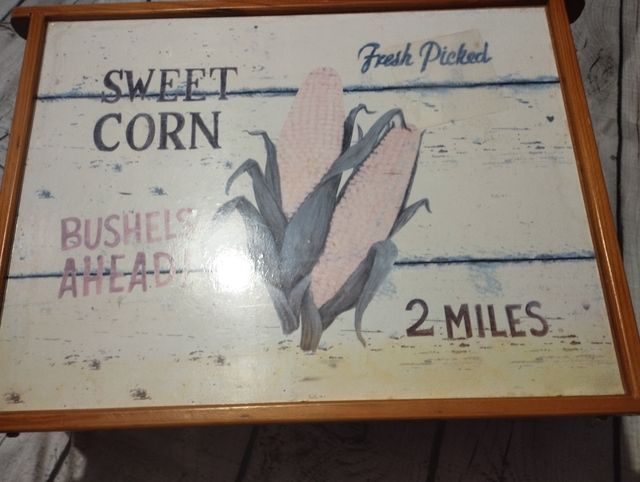 Fresh Picked
SWEET
CORN
BUSHELS
AHEAD!
2 MILES